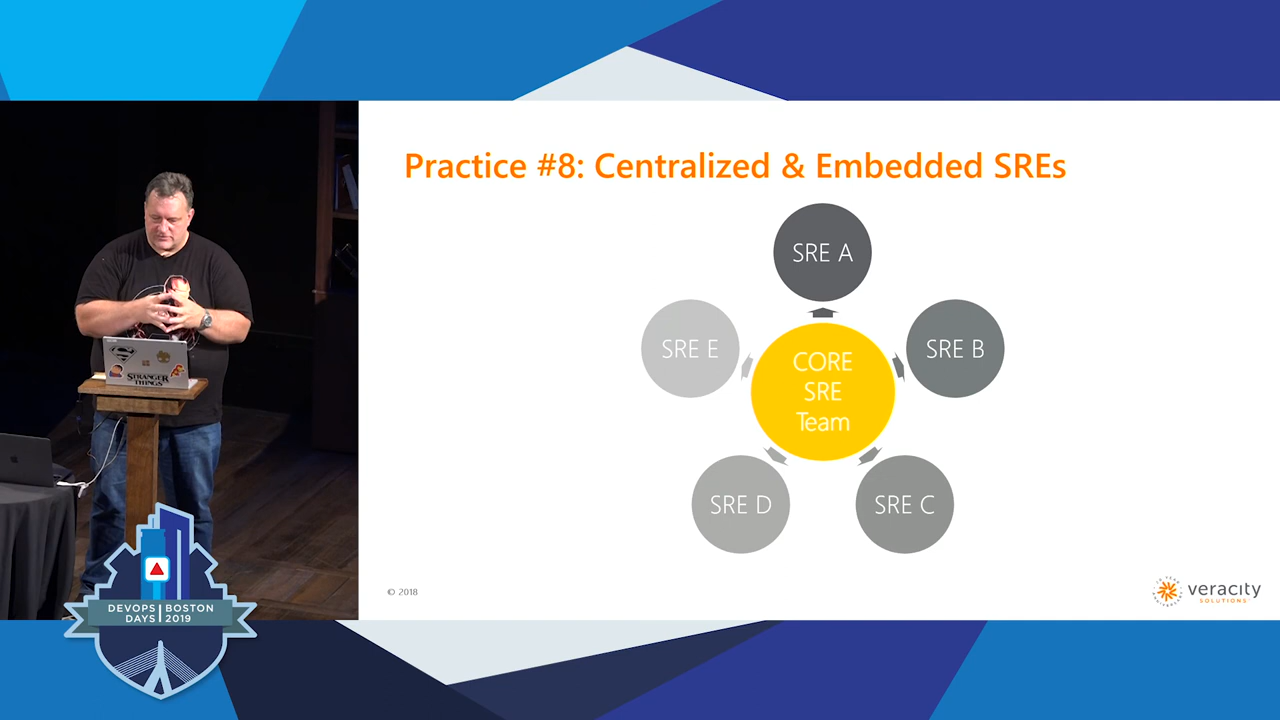 Practice #8: Centralized & Embedded SREs
SRE A
SRE E
CORE
SRE
Team
SRE B
SRE D
SRE C
© 2018
veracity
SOLUTIONS
STRANGER
THINGS
DEVOPS BOSTON
DAYS 2019